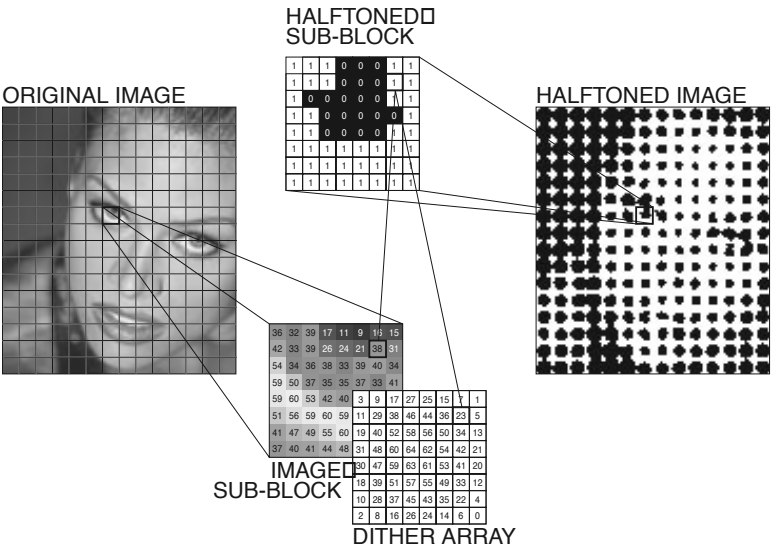 HALFTONED□
SUB-BLOCK
1 1 1 0 0 0 1 1
1 1 1 0 0 0 1 1
1 0 0 0 0 0 1 1
1 1 0 0 0 0 0 1
1 1 0 0 0 0 1 1
1 1 1 1 1 1 1 1
1 1 1 1 1 1 1 1
1 1 1 1 1 1 1 1
ORIGINAL IMAGE
HALFTONED IMAGE
36 32 39 17 11 9 16 15
42 33 39 26 24 21 38 31
54 34 36 38 33 39 40 34
59 50 37 35 35 37 33 41
59 60 53 42 40
51 56 59 60 59
41 47 49 55 60
37 40 41 44 48
IMAGE□
SUB-BLOCK
3 9 17 27 25 15 7 1
11 29 38 46 44 36 23 5
19 40 52 58 56 50 34 13
31 48 60 64 62 54 42 21
30 47 59 63 61 53 41 20
18 39 51 57 55 49 33 12
10 28 37 45 43 35 22 4
2 8 16 26 24 14 6 0
DITHER ARRAY